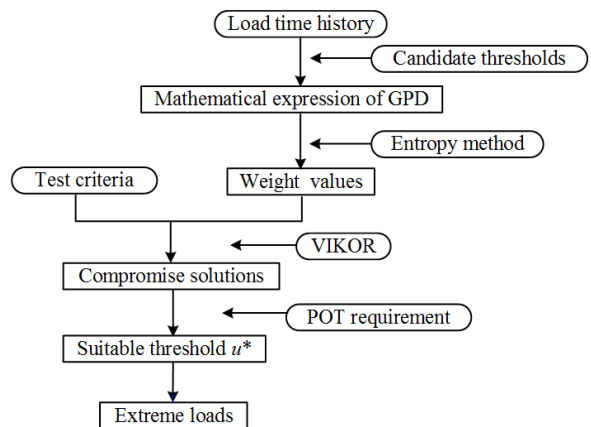 Load time history
Candidate thresholds
Mathematical expression of GPD
Entropy method
Test criteria
Weight values
VIKOR
Compromise solutions
POT requirement
Suitable threshold u*
Extreme loads